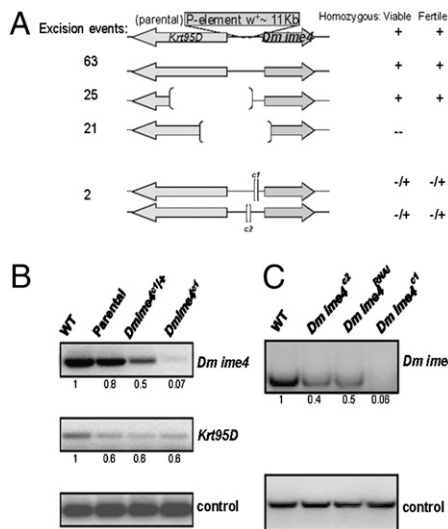 A
Excision events:
(parental) P-element w+~ 11Kb
Homozygous: Viable Fertile
Krt95D Dm ime4 + +
63 + +
25 + +
21 --
c1
2 -/+ -/+
-/+ -/+
c2
B
WT Parental Dmime4c1/+ Dmime4c1
Dm ime4
1 0.8 0.5 0.07
Krt95D
1 0.6 0.6 0.6
control
C
WT Dm ime4c2 Dm ime4RNAi Dm ime4c1
Dm ime
1 0.4 0.5 0.06
control